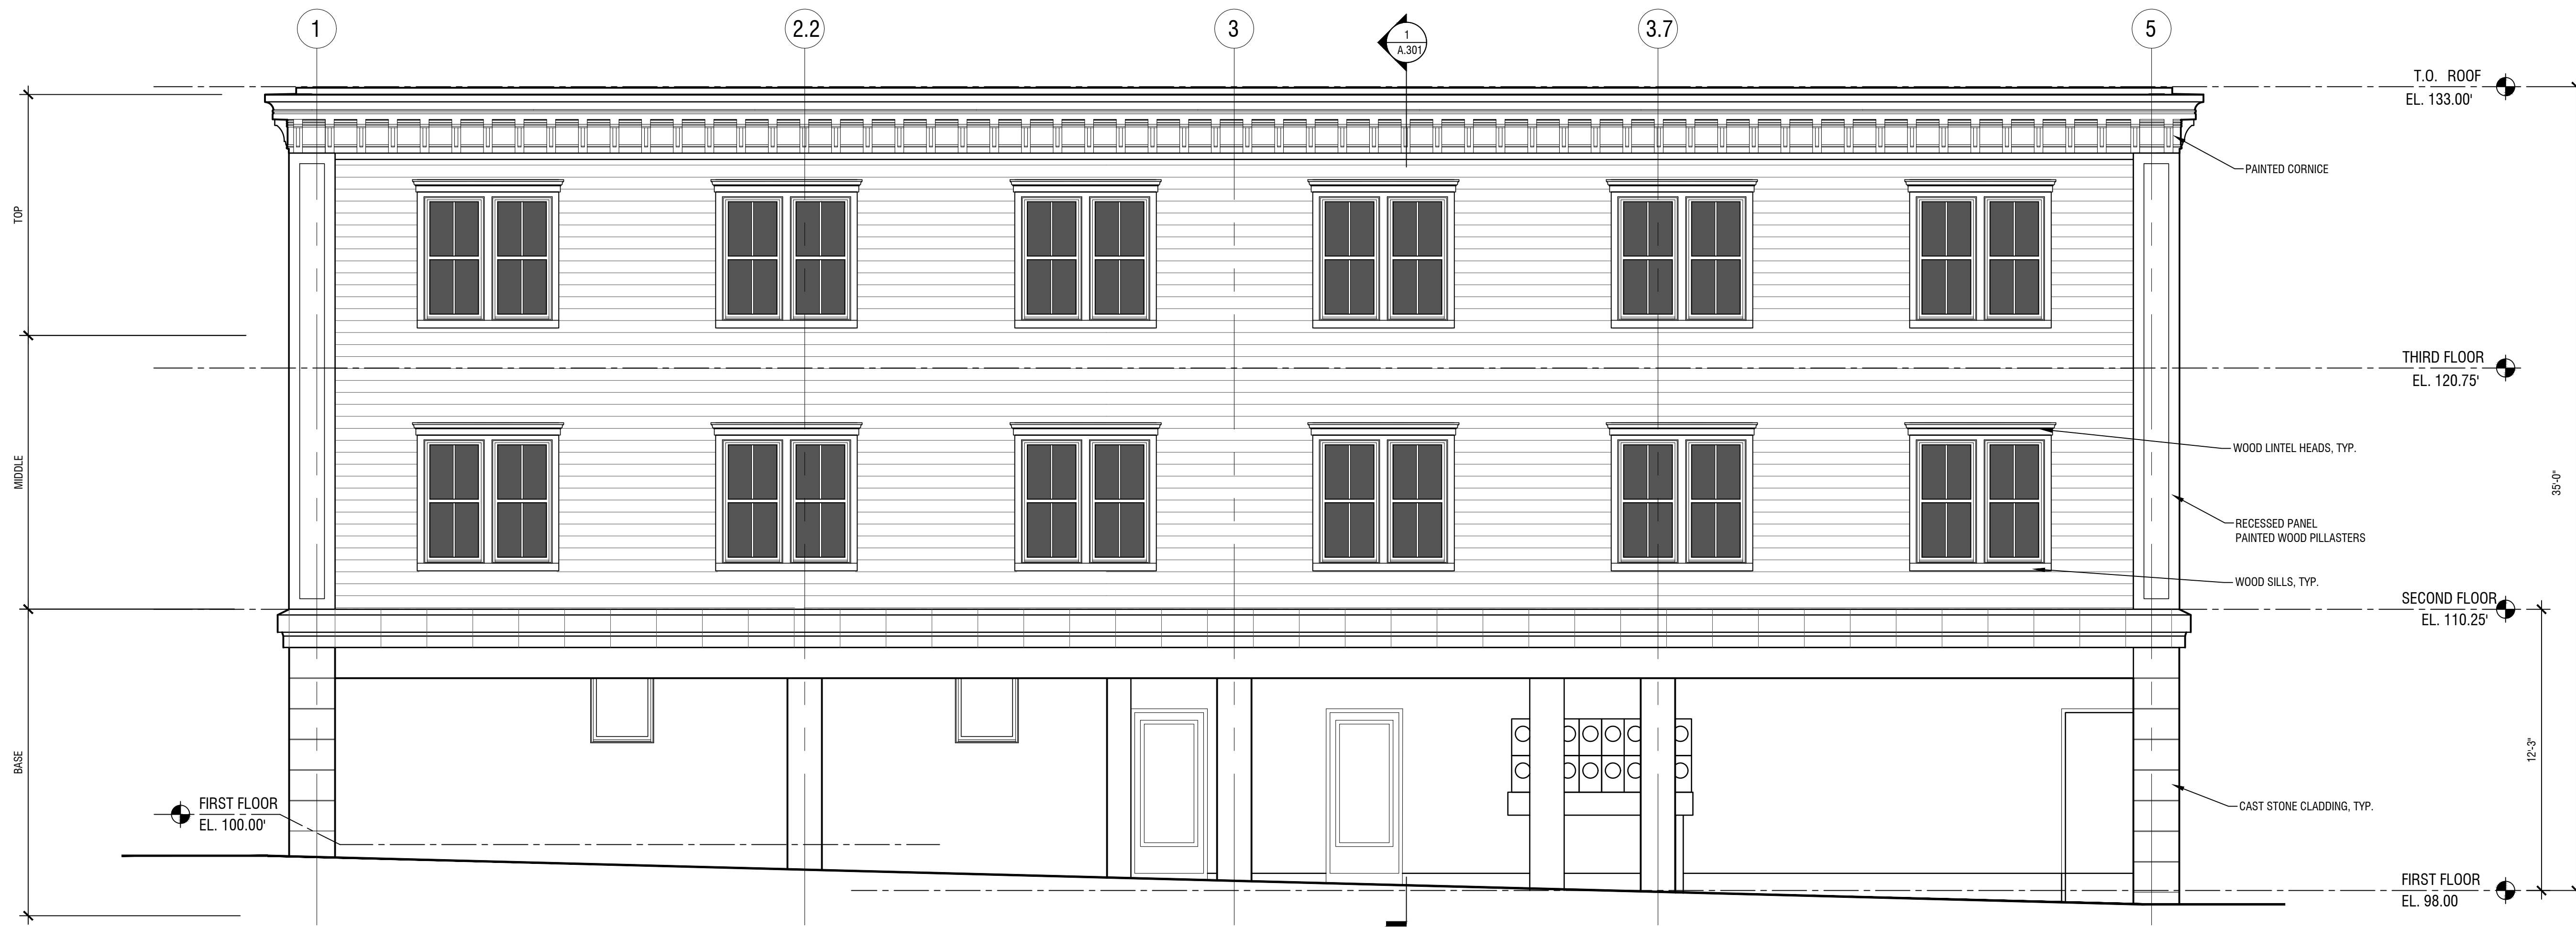 1
2.2
3
1
A.301
3.7
5
T.O. ROOF
EL. 133.00'
PAINTED CORNICE
TOP
THIRD FLOOR
EL. 120.75'
WOOD LINTEL HEADS, TYP.
MIDDLE
35'-0"
RECESSED PANEL
PAINTED WOOD PILLASTERS
WOOD SILLS, TYP.
SECOND FLOOR
EL. 110.25'
BASE
12'-3"
FIRST FLOOR
EL. 100.00'
CAST STONE CLADDING, TYP.
FIRST FLOOR
EL. 98.00